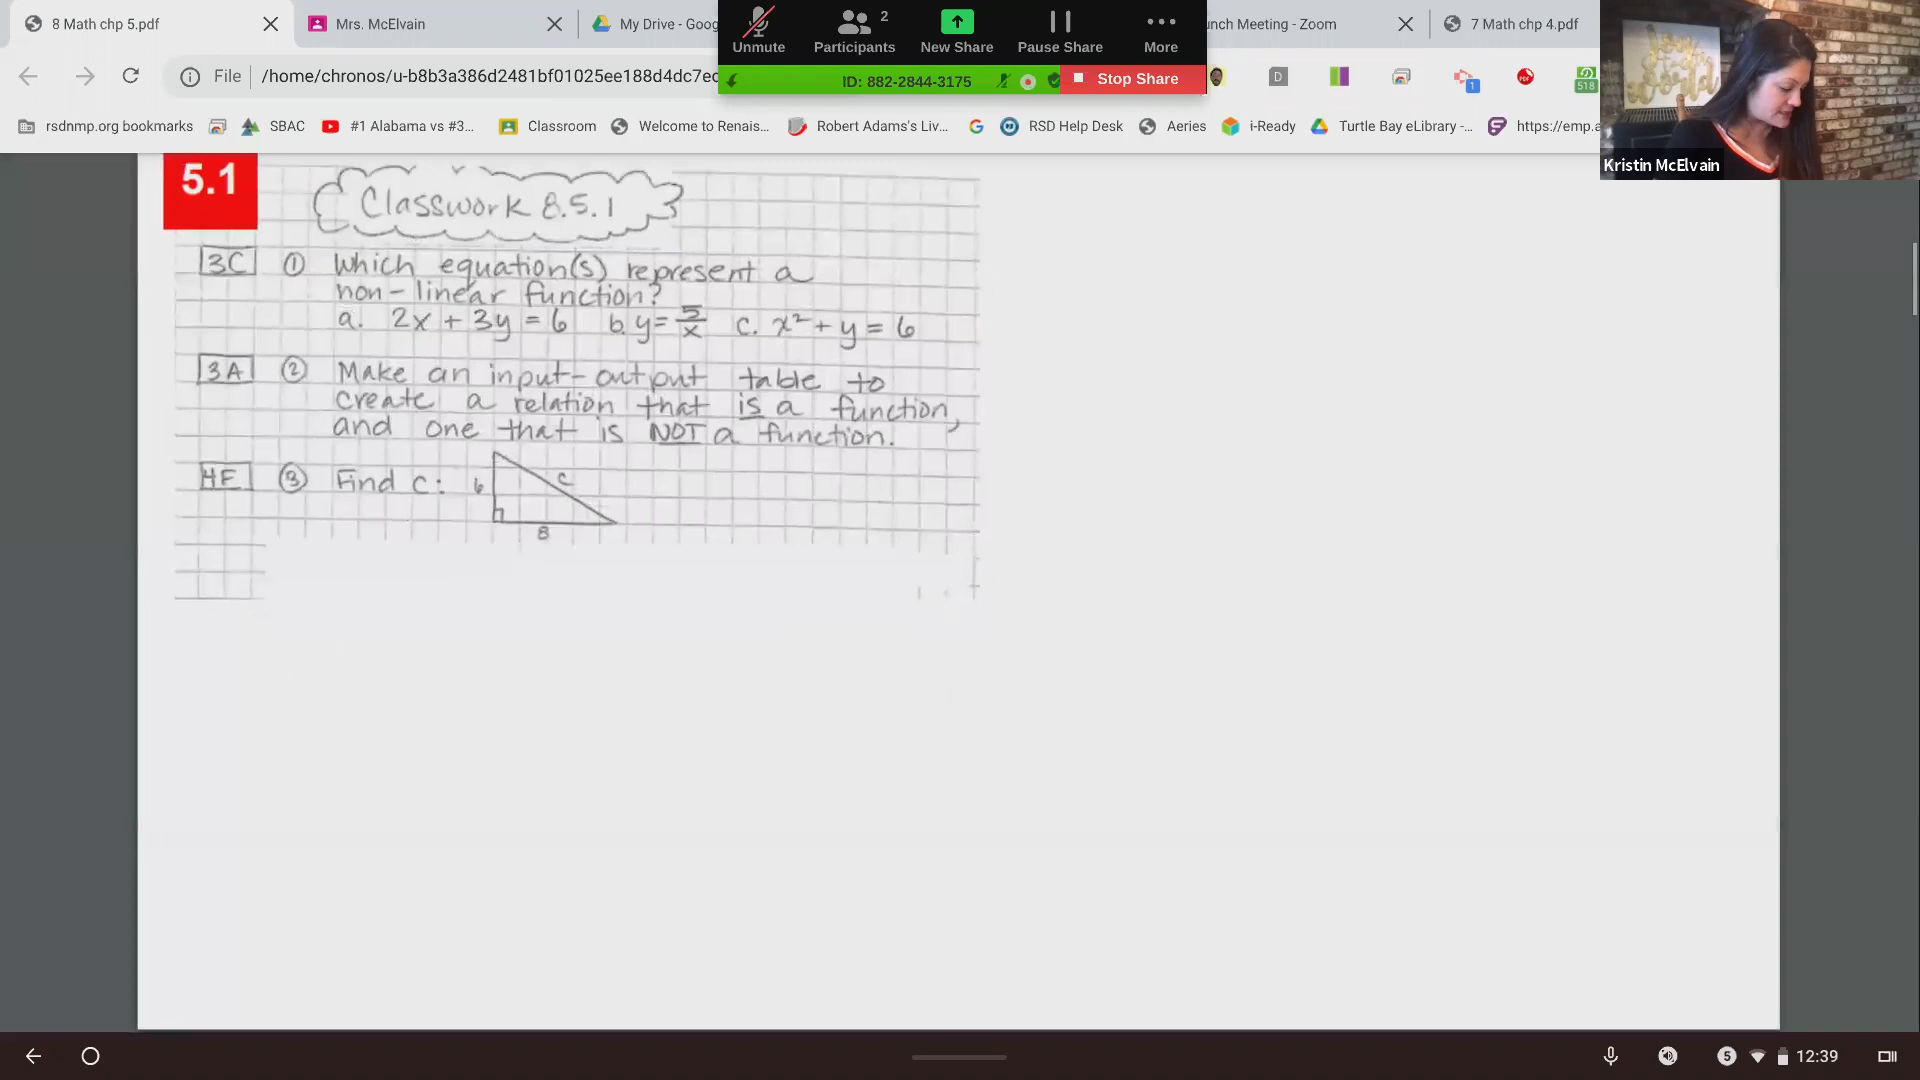 8 Math chp 5.pdf
Mrs. McElvain
My Drive - Goog
unch Meeting - Zoom
7 Math chp 4.pdf
2
Unmute
Participants
New Share
Pause Share
More
File
/home/chronos/u-b8b3a386d2481bf01025ee188d4dc7ec
ID: 882-2844-3175
Stop Share
D
1
PDF
518
rsdnmp.org bookmarks
SBAC
#1 Alabama vs #3...
Classroom
Welcome to Renais...
Robert Adams's Liv...
RSD Help Desk
Aeries
i-Ready
Turtle Bay eLibrary -...
https://emp.a
Kristin McElvain
5.1
Classwork 8.5.1
3C ① Which equation(s) represent a
non-linear function?
a. 2x + 3y = 6 b. y = 5/x c. x² + y = 6
3A ② Make an input-output table to
create a relation that is a function,
and one that is NOT a function.
4F ③ Find c: 6 c
8
5
12:39